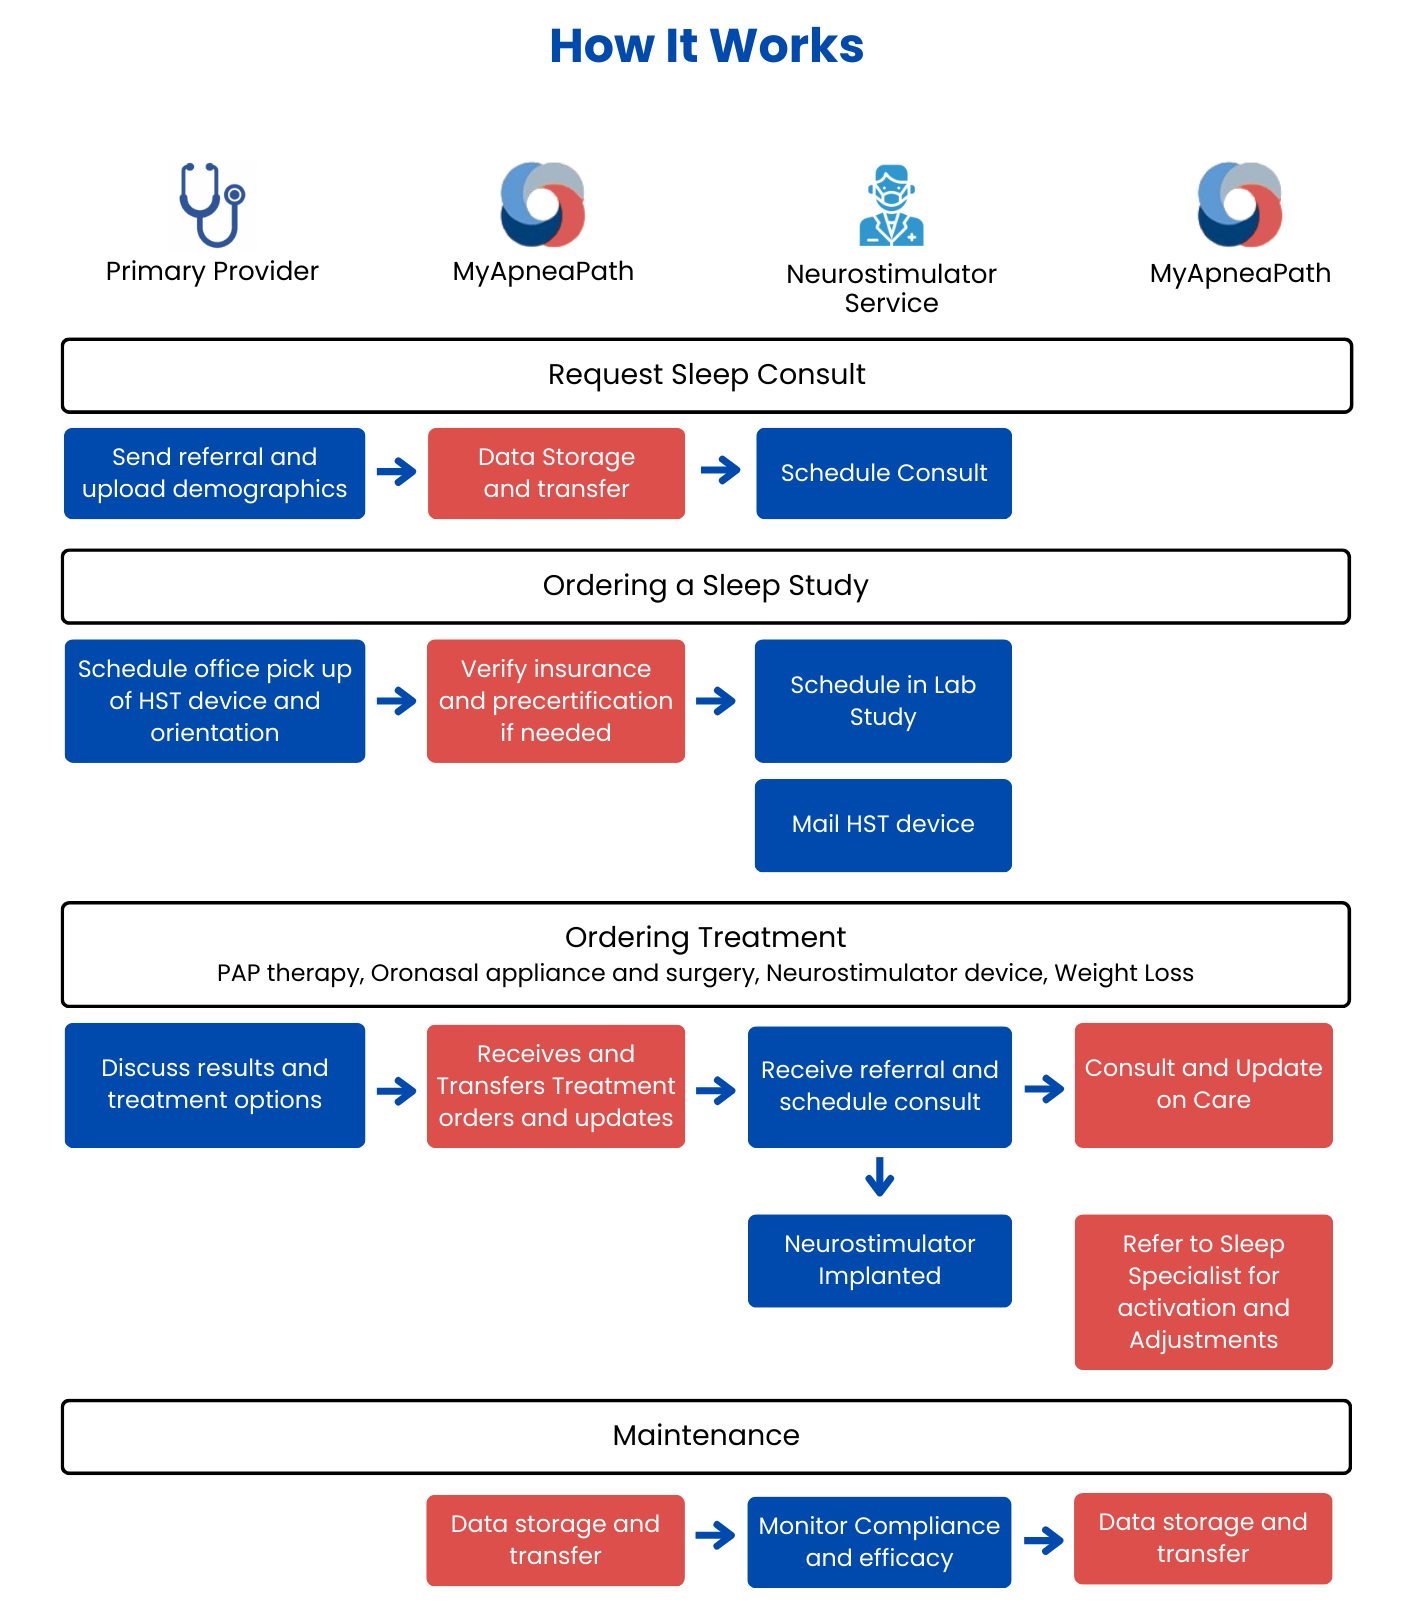 How It Works
Primary Provider
MyApneaPath
Neurostimulator
Service
MyApneaPath
Request Sleep Consult
Send referral and
upload demographics
Data Storage
and transfer
Schedule Consult
Ordering a Sleep Study
Schedule office pick up
of HST device and
orientation
Verify insurance
and precertification
if needed
Schedule in Lab
Study
Mail HST device
Ordering Treatment
PAP therapy, Oronasal appliance and surgery, Neurostimulator device, Weight Loss
Discuss results and
treatment options
Receives and
Transfers Treatment
orders and updates
Receive referral and
schedule consult
Consult and Update
on Care
Neurostimulator
Implanted
Refer to Sleep
Specialist for
activation and
Adjustments
Maintenance
Data storage and
transfer
Monitor Compliance
and efficacy
Data storage and
transfer